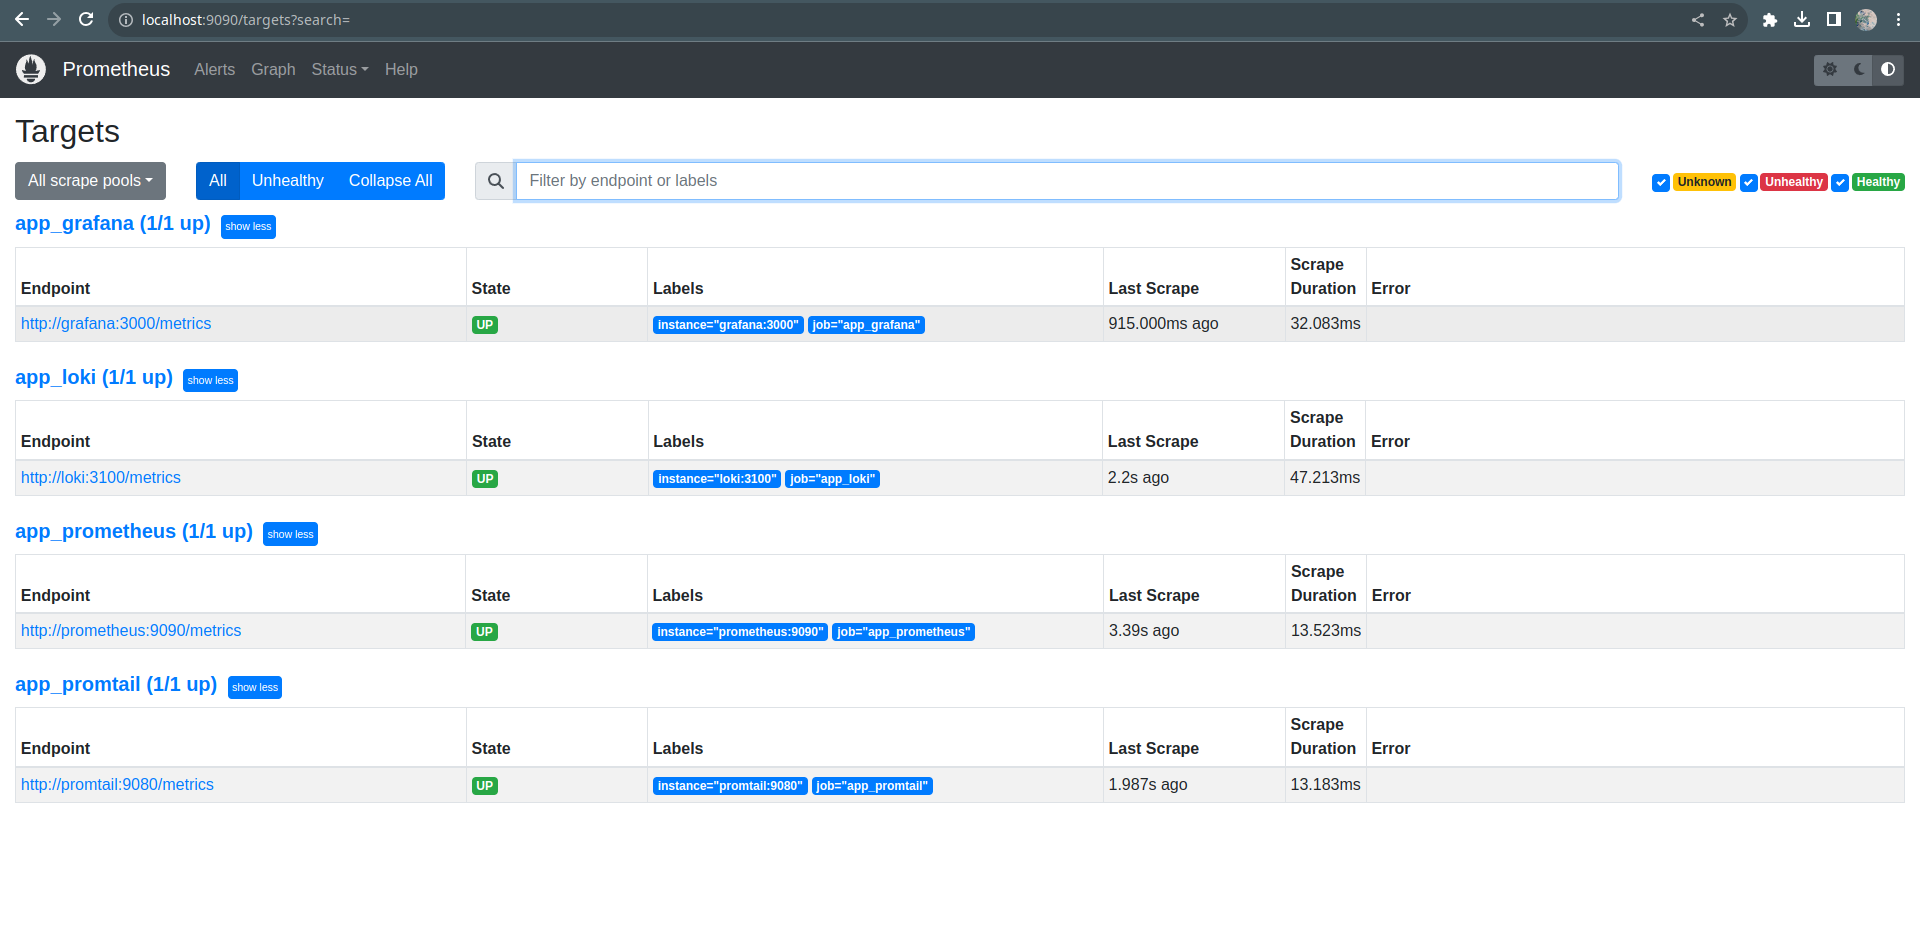 localhost:9090/targets?search=
Prometheus Alerts Graph Status Help
Targets
All scrape pools All Unhealthy Collapse All Filter by endpoint or labels Unknown Unhealthy Healthy
app_grafana (1/1 up) show less
Endpoint State Labels Last Scrape Scrape Duration Error
http://grafana:3000/metrics UP instance="grafana:3000" job="app_grafana" 915.000ms ago 32.083ms
app_loki (1/1 up) show less
Endpoint State Labels Last Scrape Scrape Duration Error
http://loki:3100/metrics UP instance="loki:3100" job="app_loki" 2.2s ago 47.213ms
app_prometheus (1/1 up) show less
Endpoint State Labels Last Scrape Scrape Duration Error
http://prometheus:9090/metrics UP instance="prometheus:9090" job="app_prometheus" 3.39s ago 13.523ms
app_promtail (1/1 up) show less
Endpoint State Labels Last Scrape Scrape Duration Error
http://promtail:9080/metrics UP instance="promtail:9080" job="app_promtail" 1.987s ago 13.183ms